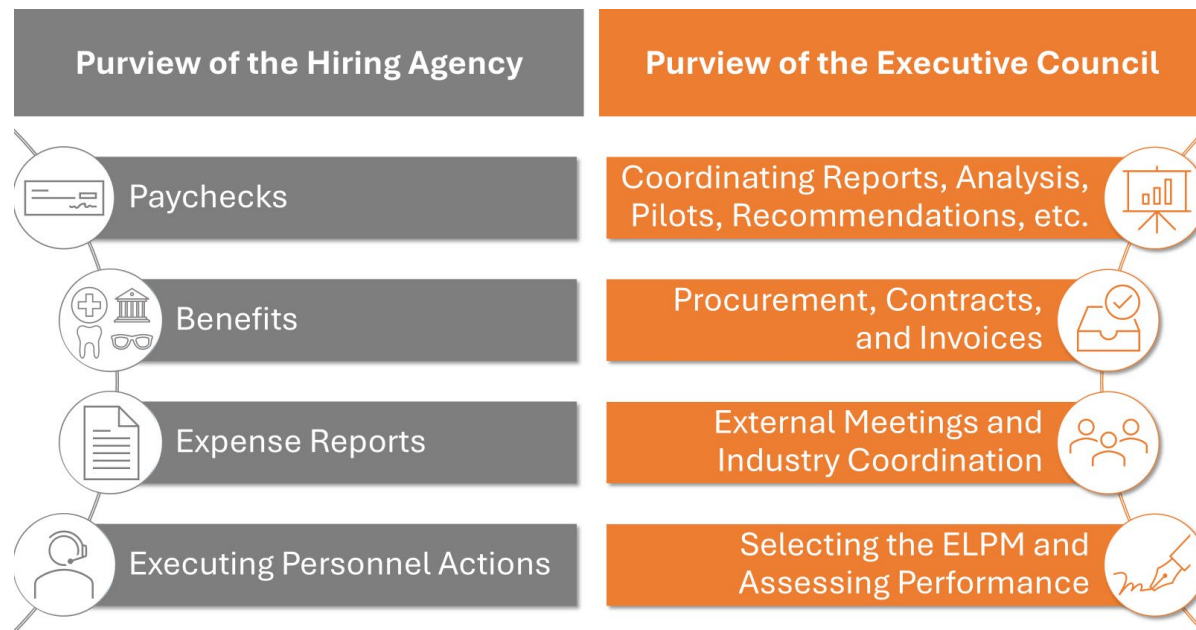 Purview of the Hiring Agency
Paychecks
Benefits
Expense Reports
Executing Personnel Actions
Purview of the Executive Council
Coordinating Reports, Analysis,
Pilots, Recommendations, etc.
Procurement, Contracts,
and Invoices
External Meetings and
Industry Coordination
Selecting the ELPM and
Assessing Performance